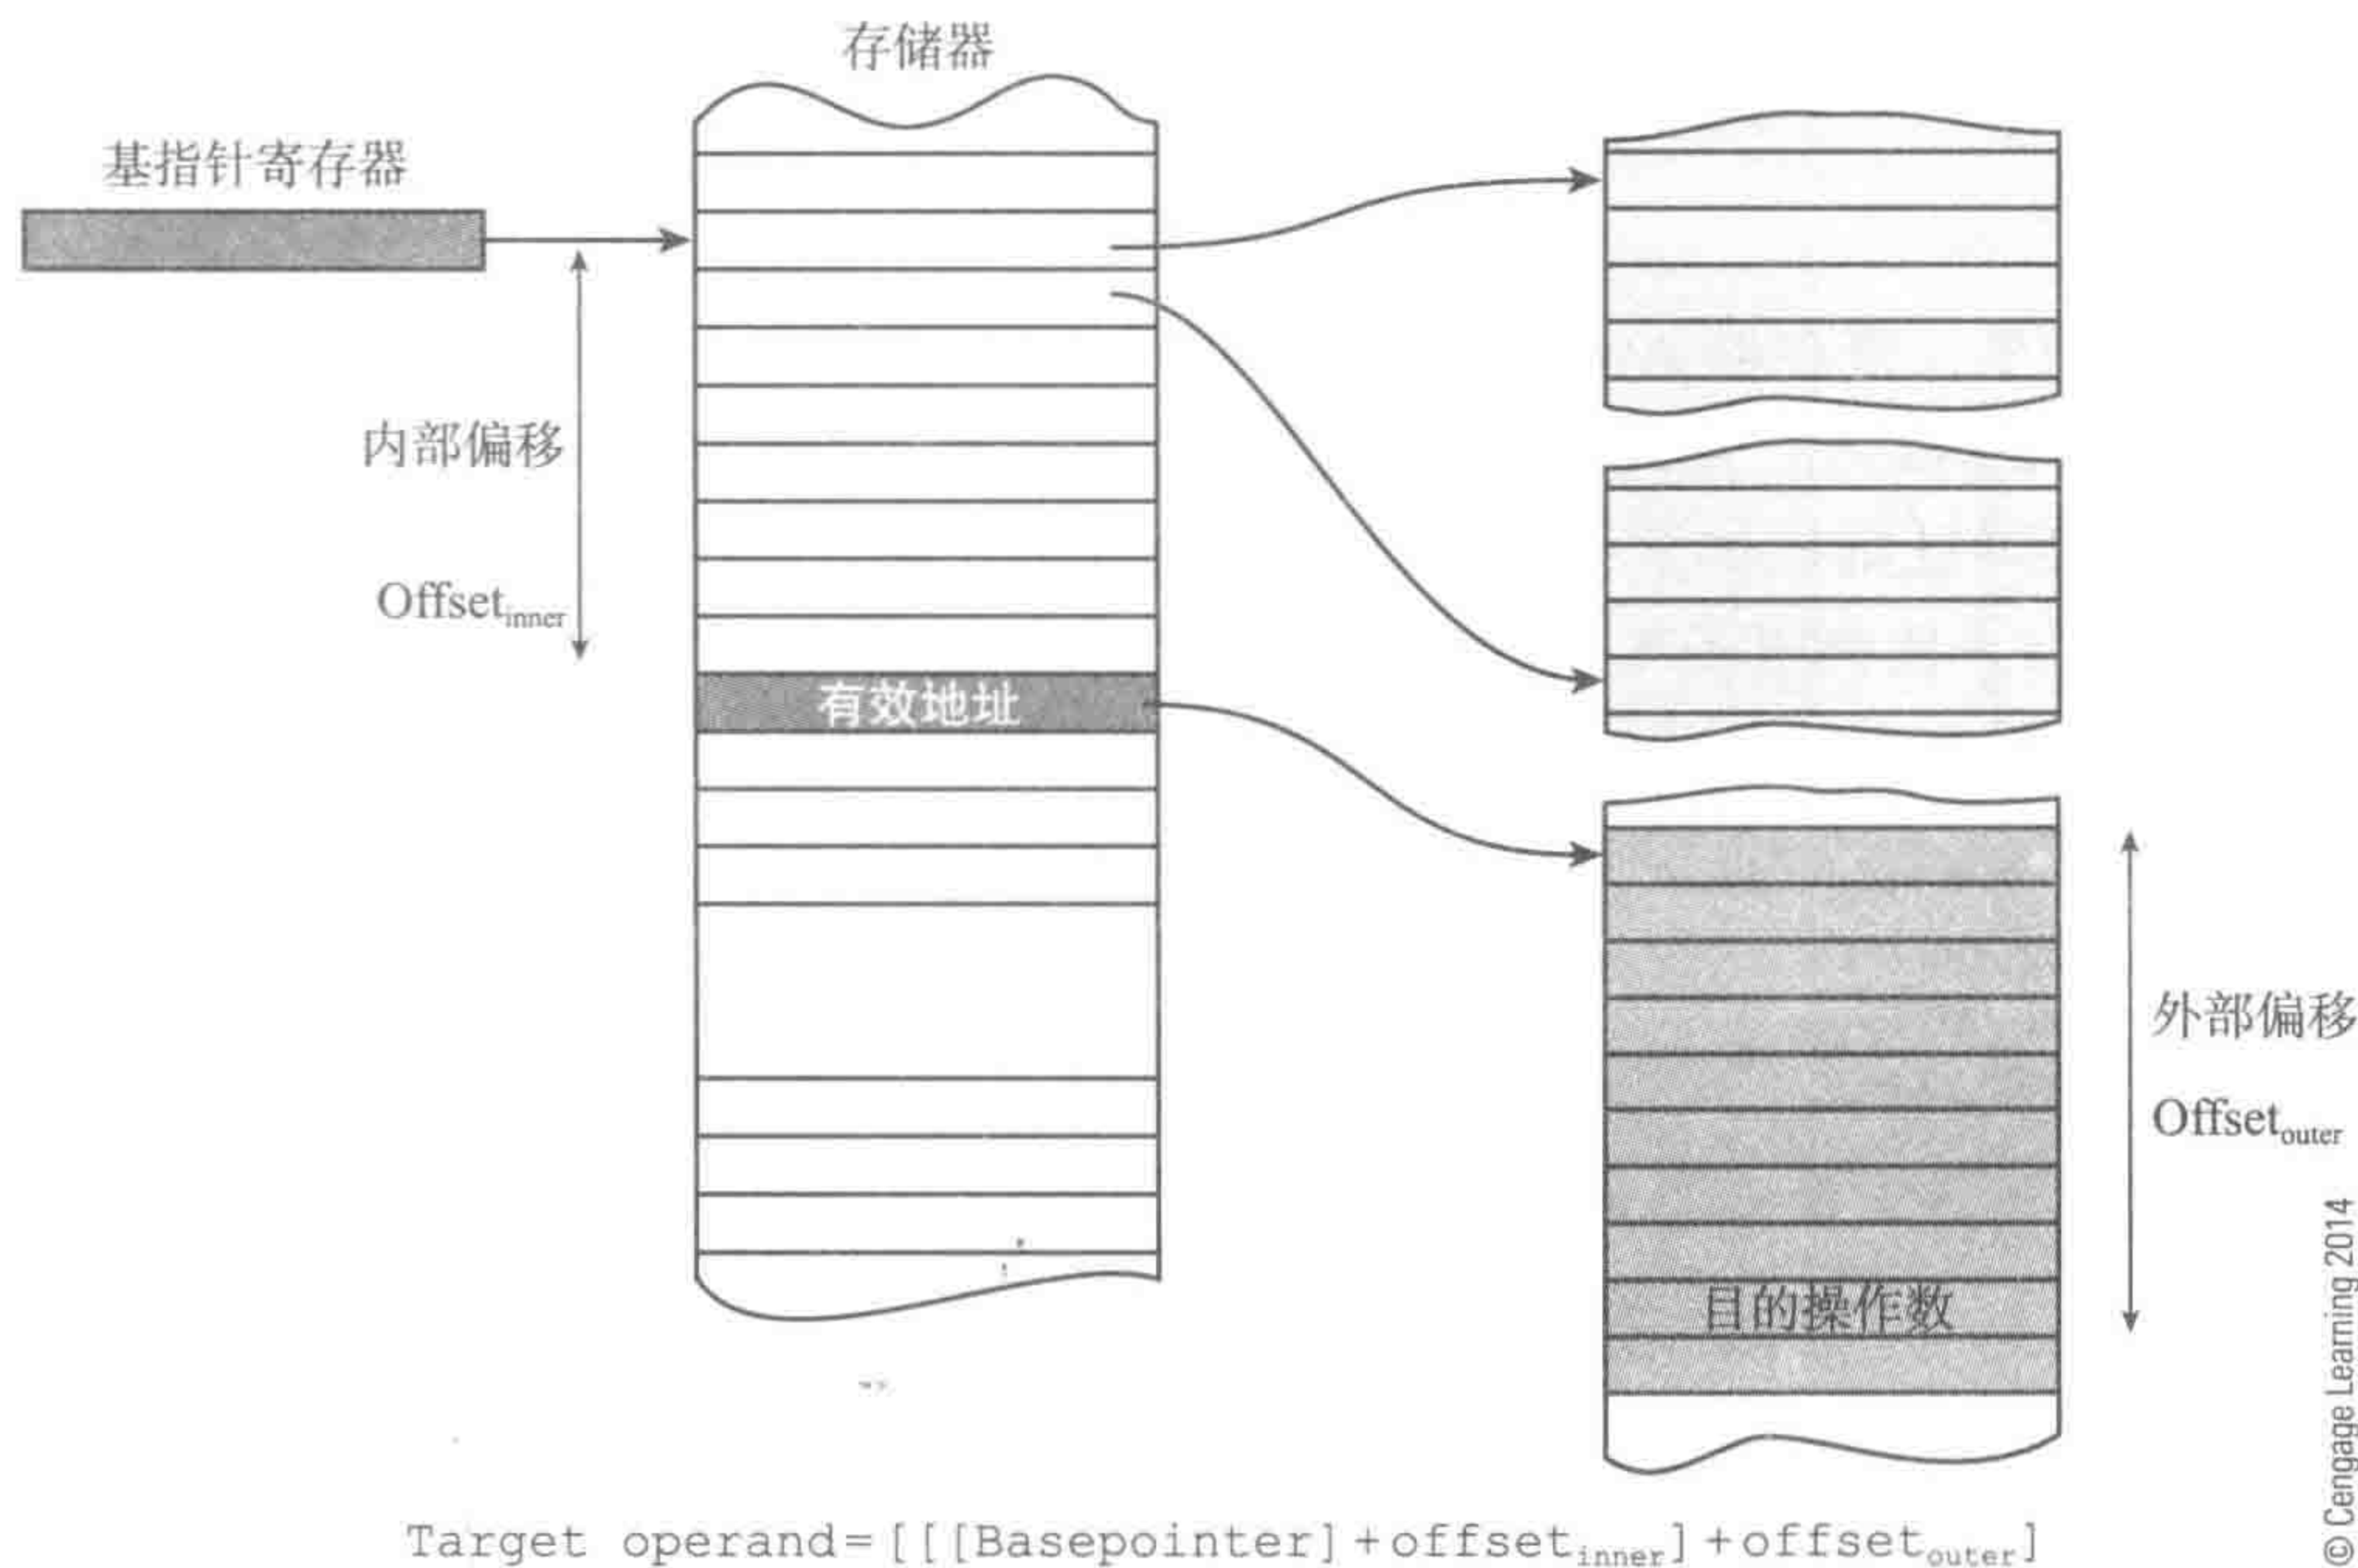 存储器
基指针寄存器
内部偏移
Offsetinner
有效地址
外部偏移
Offsetouter
目的操作数
© Cengage Learning 2014
Target operand=[[[Basepointer]+offsetinner]+offsetouter]